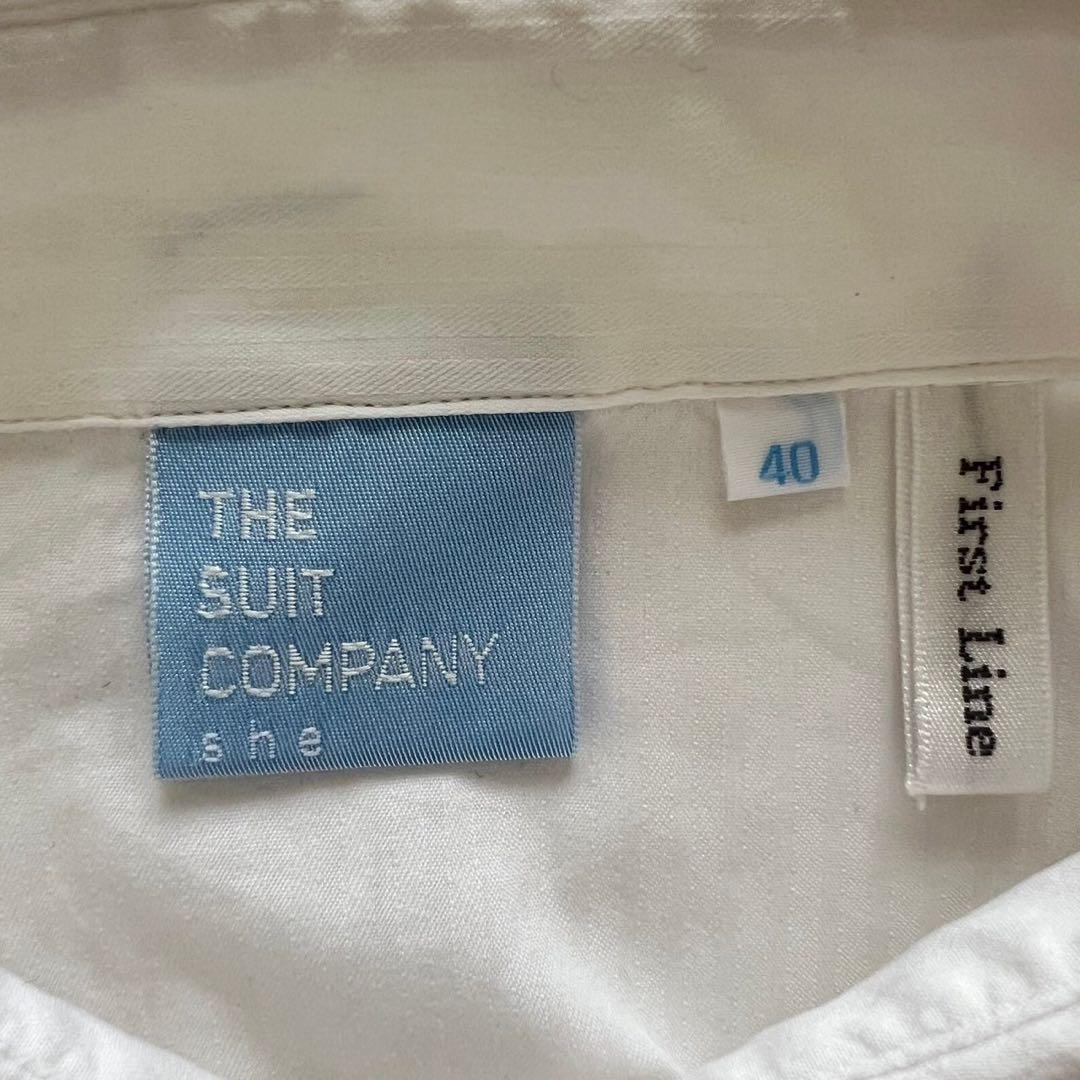 THE
SUIT
COMPANY
she
40
First Line